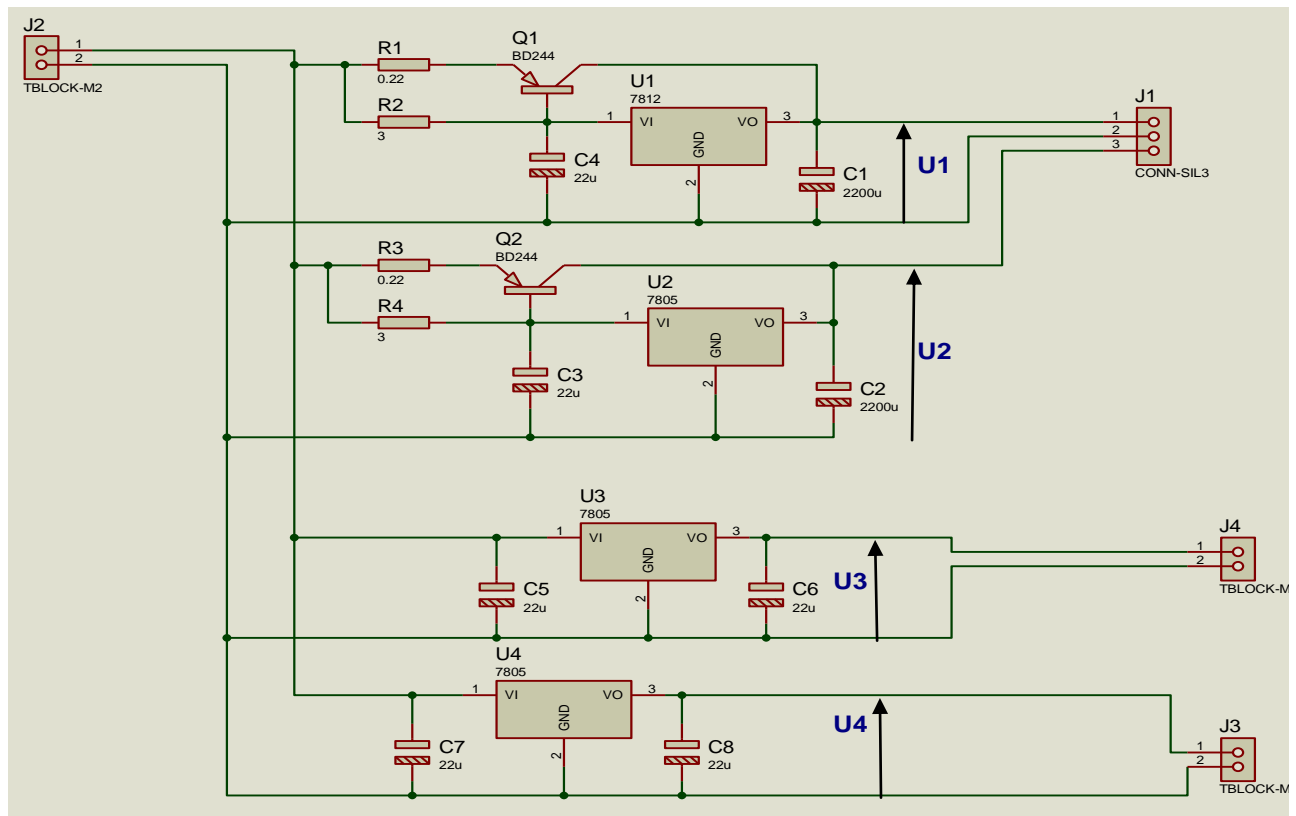 J2
1
2
TBLOCK-M2
R1
0.22
R2
3
Q1
BD244
U1
7812
1
VI
VO
3
GND
2
C4
22u
C1
2200u
U1
J1
1
2
3
CONN-SIL3
R3
0.22
R4
3
Q2
BD244
U2
7805
1
VI
VO
3
GND
2
C3
22u
C2
2200u
U2
U3
7805
1
VI
VO
3
GND
2
C5
22u
C6
22u
U3
J4
1
2
TBLOCK-M
U4
7805
1
VI
VO
3
GND
2
C7
22u
C8
22u
U4
J3
1
2
TBLOCK-M